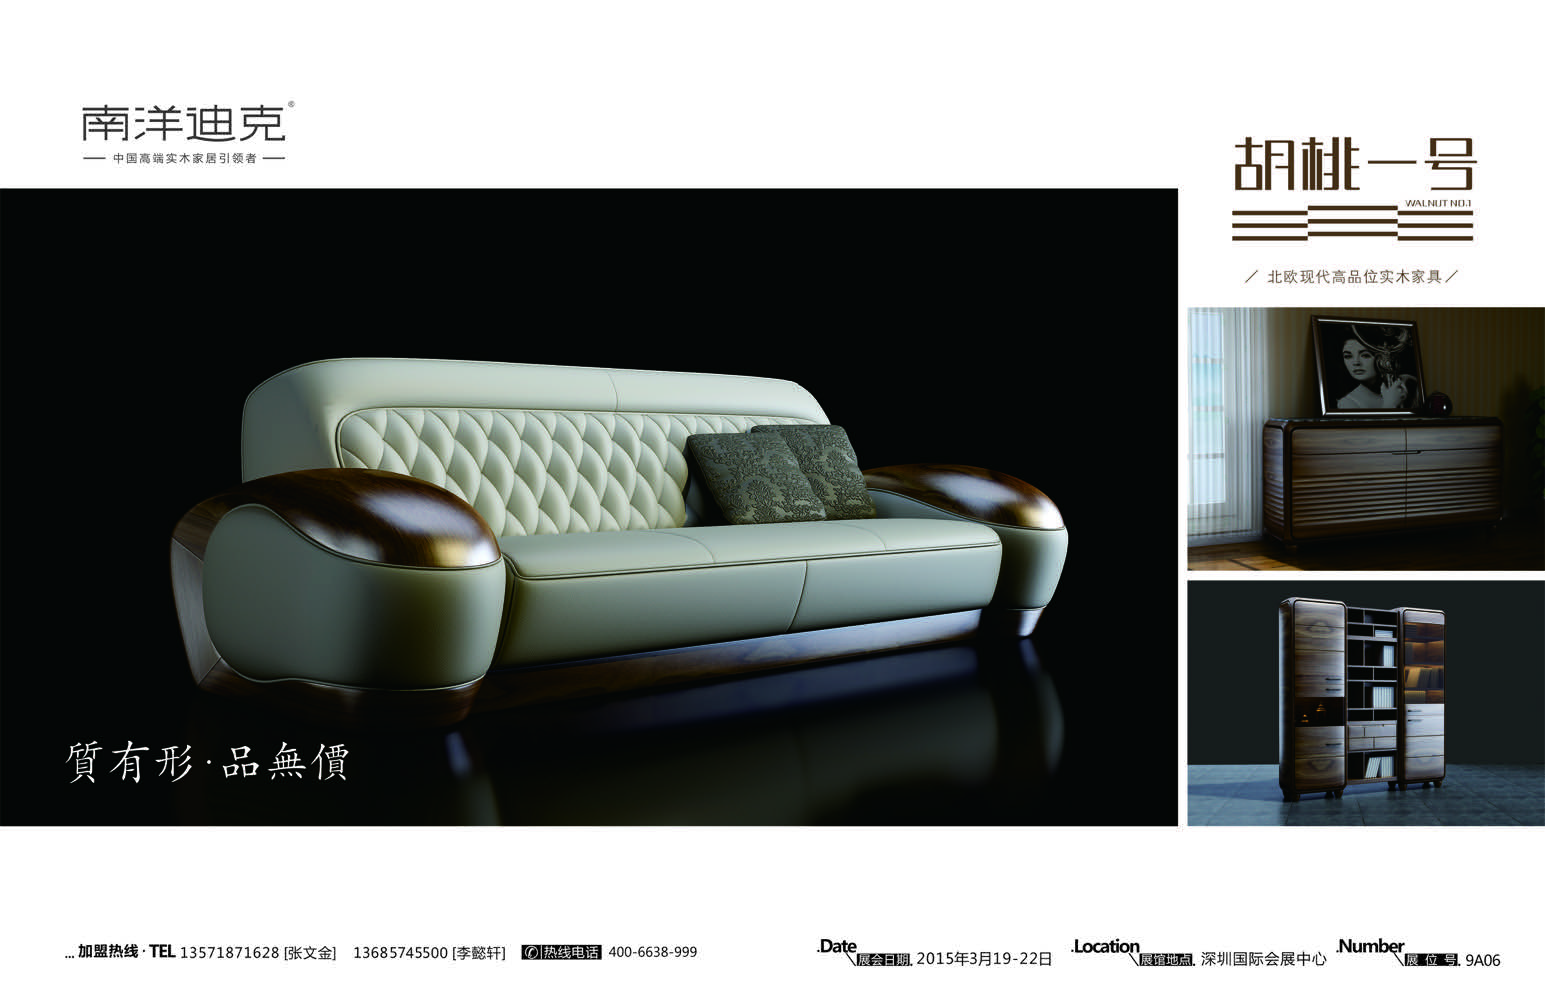 南洋迪克®
中国高端实木家居引领者
胡桃一号
WALNUT NO.1
/ 北欧现代高品位实木家具 /
質有形·品無價
... 加盟热线 · TEL 13571871628 [张文金] 13685745500 [李懿轩] 热线电话 400-6638-999
.Date 展会日期. 2015年3月19-22日
.Location 展馆地点. 深圳国际会展中心
.Number 展 位 号. 9A06